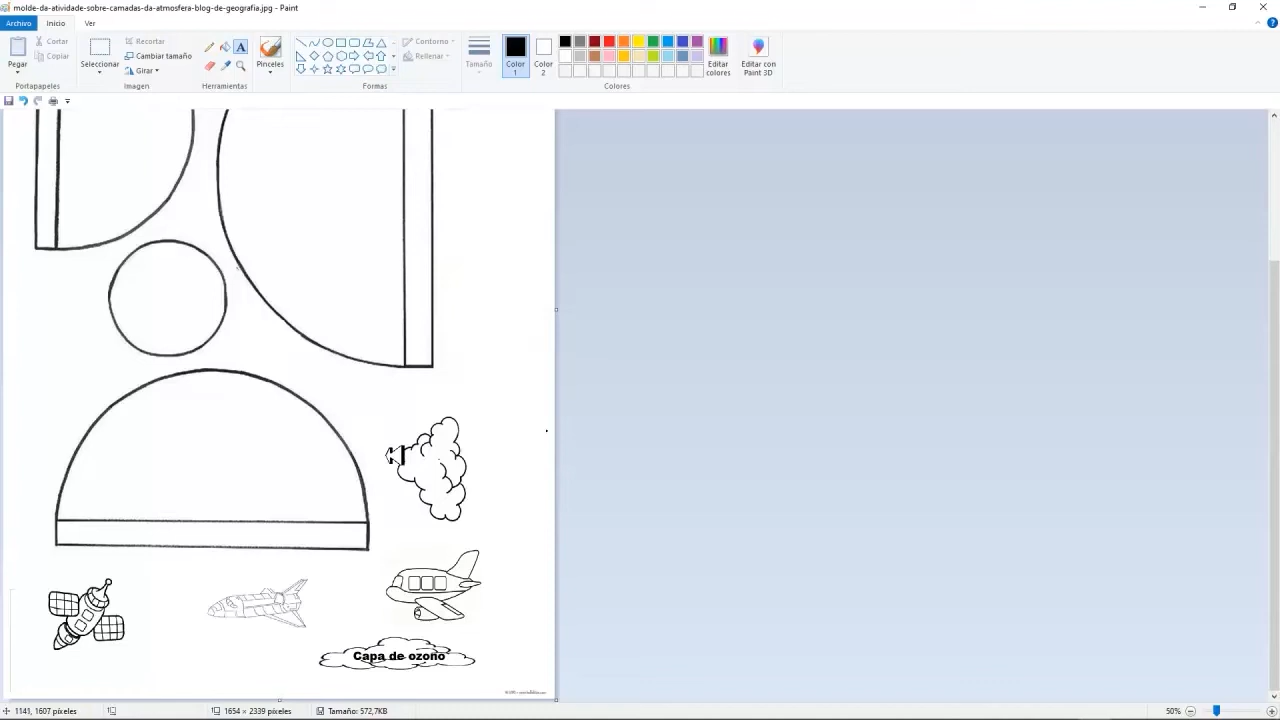 molde-da-atividade-sobre-camadas-da-atmosfera-blog-de-geografia.jpg - Paint
Archivo Inicio Ver
Pegar
Cortar
Copiar
Portapapeles
Seleccionar
Recortar
Cambiar tamaño
Girar
Imagen
A
Herramientas
Pinceles
Contorno
Rellenar
Formas
Tamaño
Color 1
Color 2
Editar colores
Editar con Paint 3D
Colores
Capa de ozono
1141, 1607 píxeles 1654 × 2339 píxeles Tamaño: 572,7KB 50%